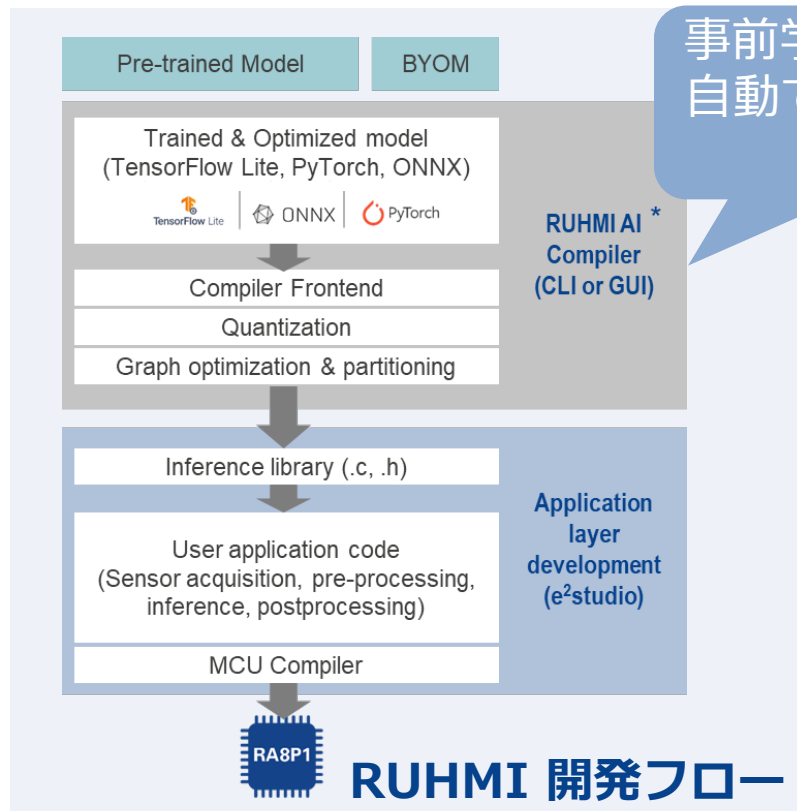 事前学
自動で
Pre-trained Model
BYOM
Trained & Optimized model
(TensorFlow Lite, PyTorch, ONNX)
TensorFlow Lite
ONNX
PyTorch
RUHMI AI *
Compiler
(CLI or GUI)
Compiler Frontend
Quantization
Graph optimization & partitioning
Inference library (.c, .h)
User application code
(Sensor acquisition, pre-processing,
inference, postprocessing)
MCU Compiler
Application
layer
development
(e²studio)
RA8P1
RUHMI 開発フロー